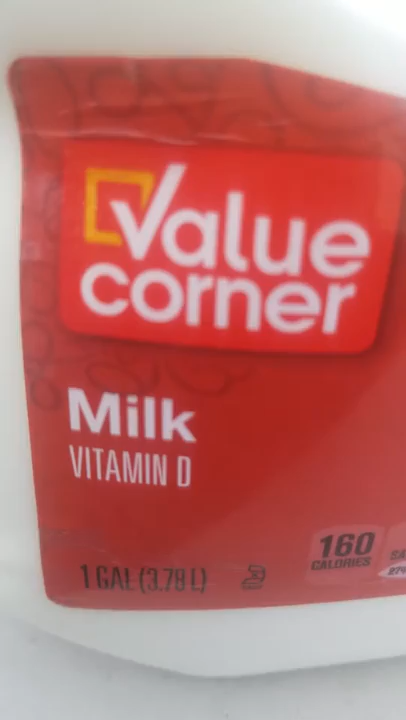 Value
corner
Milk
VITAMIN D
1 GAL (3.78 L)
160
CALORIES